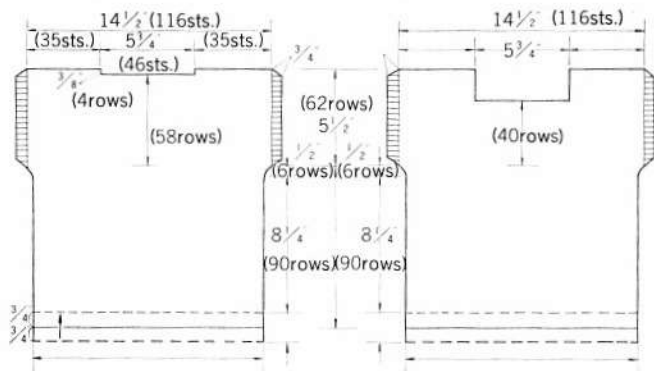 14 1/2 (116sts.)
(35sts.) 5 3/4 (35sts.)
(46sts.)
3/4
3/8
(4rows)
(58rows)
(62rows)
5 1/2
1/2 1/2
(6rows) (6rows)
8 1/4 8 1/4
(90rows) (90rows)
3/4
3/4
14 1/2 (116sts.)
5 3/4
(40rows)